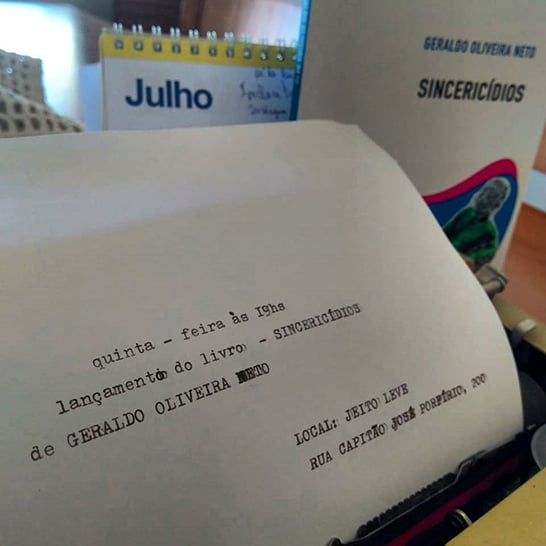 Julho
GERALDO OLIVEIRA NETO
SINCERICÍDIOS
quinta - feira às I9hs
lançamento do livro - SINCERICÍDIOS
de GERALDO OLIVEIRA NETO
LOCAL: JEITO LEVE
RUA CAPITÃO JOSÉ PORFÍRIO, 200